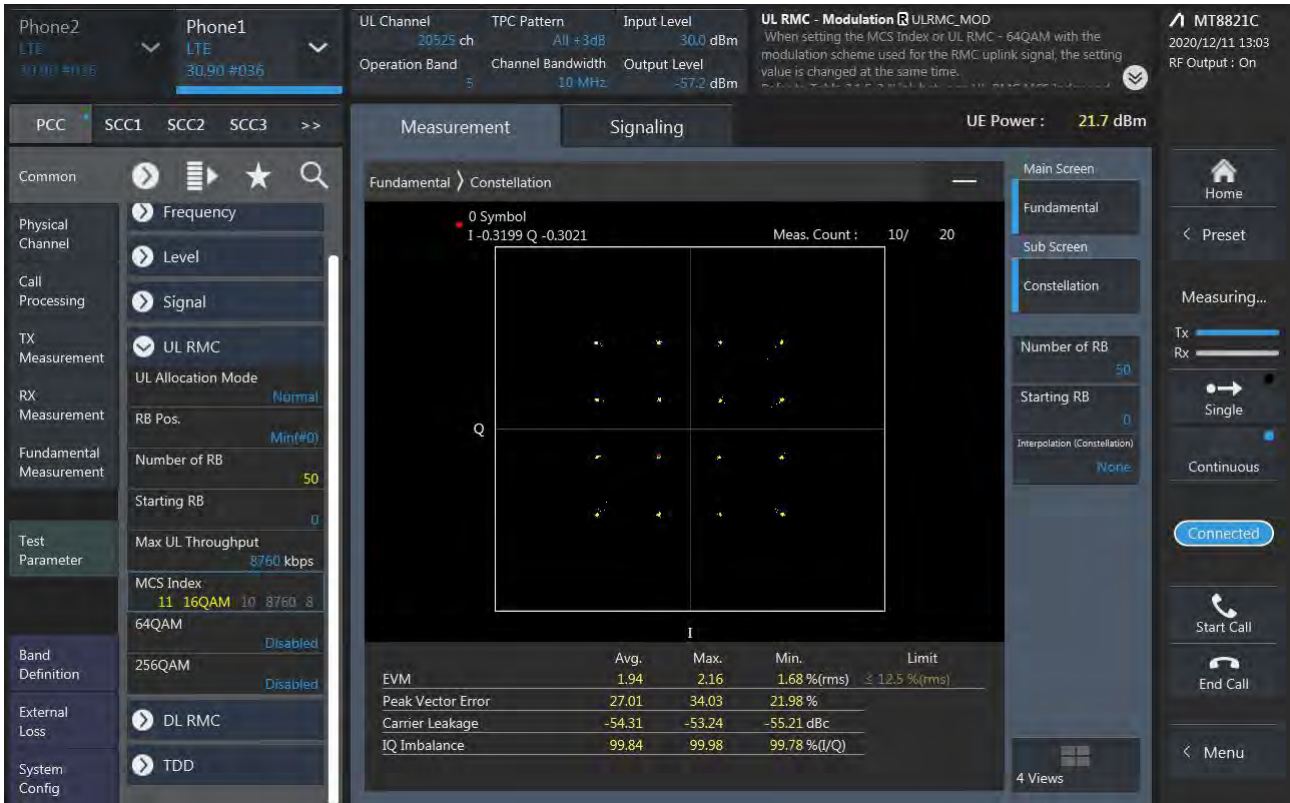 Phone2
LTE
30.90 #036
Phone1
LTE
30.90 #036
UL Channel
20525 ch
Operation Band
5
TPC Pattern
All +3dB
Channel Bandwidth
10 MHz
Input Level
30.0 dBm
Output Level
-57.2 dBm
UL RMC - Modulation R ULRMC_MOD
When setting the MCS Index or UL RMC - 64QAM with the
modulation scheme used for the RMC uplink signal, the setting
value is changed at the same time.
MT8821C
2020/12/11 13:03
RF Output : On
PCC SCC1 SCC2 SCC3 >>
Measurement Signaling
UE Power : 21.7 dBm
Common
Physical
Channel
Call
Processing
TX
Measurement
RX
Measurement
Fundamental
Measurement
Test
Parameter
Band
Definition
External
Loss
System
Config
Frequency
Level
Signal
UL RMC
UL Allocation Mode
Normal
RB Pos.
Min(#0)
Number of RB
50
Starting RB
0
Max UL Throughput
8760 kbps
MCS Index
11 16QAM 10 8760 8
64QAM
Disabled
256QAM
Disabled
DL RMC
TDD
Fundamental 〉 Constellation
0 Symbol
I -0.3199 Q -0.3021
Meas. Count : 10/ 20
Q
I
Avg. Max. Min. Limit
EVM 1.94 2.16 1.68 %(rms) ≤ 12.5 %(rms)
Peak Vector Error 27.01 34.03 21.98 %
Carrier Leakage -54.31 -53.24 -55.21 dBc
IQ Imbalance 99.84 99.98 99.78 %(I/Q)
Main Screen
Fundamental
Sub Screen
Constellation
Number of RB
50
Starting RB
0
Interpolation (Constellation)
None
4 Views
Home
< Preset
Measuring...
Tx
Rx
Single
Continuous
Connected
Start Call
End Call
< Menu